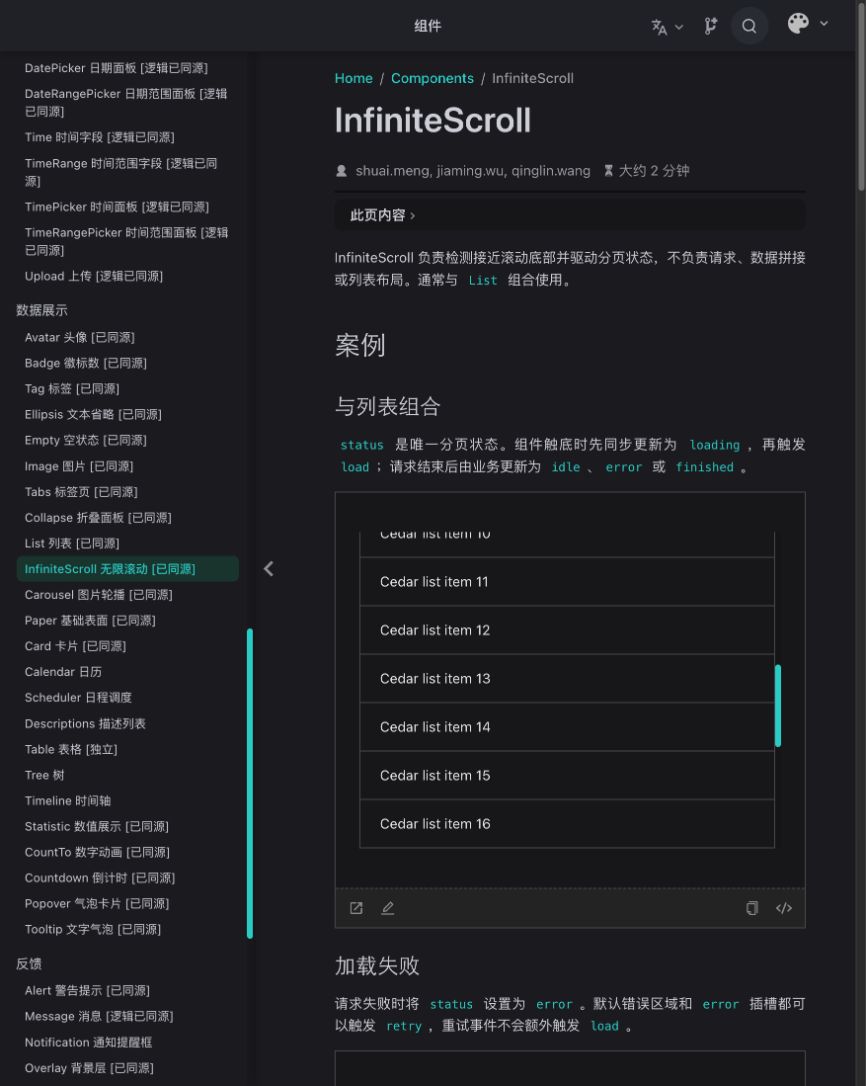 组件
DatePicker 日期面板 [逻辑已同源]
DateRangePicker 日期范围面板 [逻辑
已同源]
Time 时间字段 [逻辑已同源]
TimeRange 时间范围字段 [逻辑已同
源]
TimePicker 时间面板 [逻辑已同源]
TimeRangePicker 时间范围面板 [逻辑
已同源]
Upload 上传 [逻辑已同源]
数据展示
Avatar 头像 [已同源]
Badge 徽标数 [已同源]
Tag 标签 [已同源]
Ellipsis 文本省略 [已同源]
Empty 空状态 [已同源]
Image 图片 [已同源]
Tabs 标签页 [已同源]
Collapse 折叠面板 [已同源]
List 列表 [已同源]
InfiniteScroll 无限滚动 [已同源]
Carousel 图片轮播 [已同源]
Paper 基础表面 [已同源]
Card 卡片 [已同源]
Calendar 日历
Scheduler 日程调度
Descriptions 描述列表
Table 表格 [独立]
Tree 树
Timeline 时间轴
Statistic 数值展示 [已同源]
CountTo 数字动画 [已同源]
Countdown 倒计时 [已同源]
Popover 气泡卡片 [已同源]
Tooltip 文字气泡 [已同源]
反馈
Alert 警告提示 [已同源]
Message 消息 [逻辑已同源]
Notification 通知提醒框
Overlay 背景层 [已同源]
Home / Components / InfiniteScroll
InfiniteScroll
shuai.meng, jiaming.wu, qinglin.wang 大约 2 分钟
此页内容 ›
InfiniteScroll 负责检测接近滚动底部并驱动分页状态，不负责请求、数据拼接
或列表布局。通常与 List 组合使用。
案例
与列表组合
status 是唯一分页状态。组件触底时先同步更新为 loading ，再触发
load ；请求结束后由业务更新为 idle 、 error 或 finished 。
Cedar list item 10
Cedar list item 11
Cedar list item 12
Cedar list item 13
Cedar list item 14
Cedar list item 15
Cedar list item 16
加载失败
请求失败时将 status 设置为 error 。默认错误区域和 error 插槽都可
以触发 retry ，重试事件不会额外触发 load 。